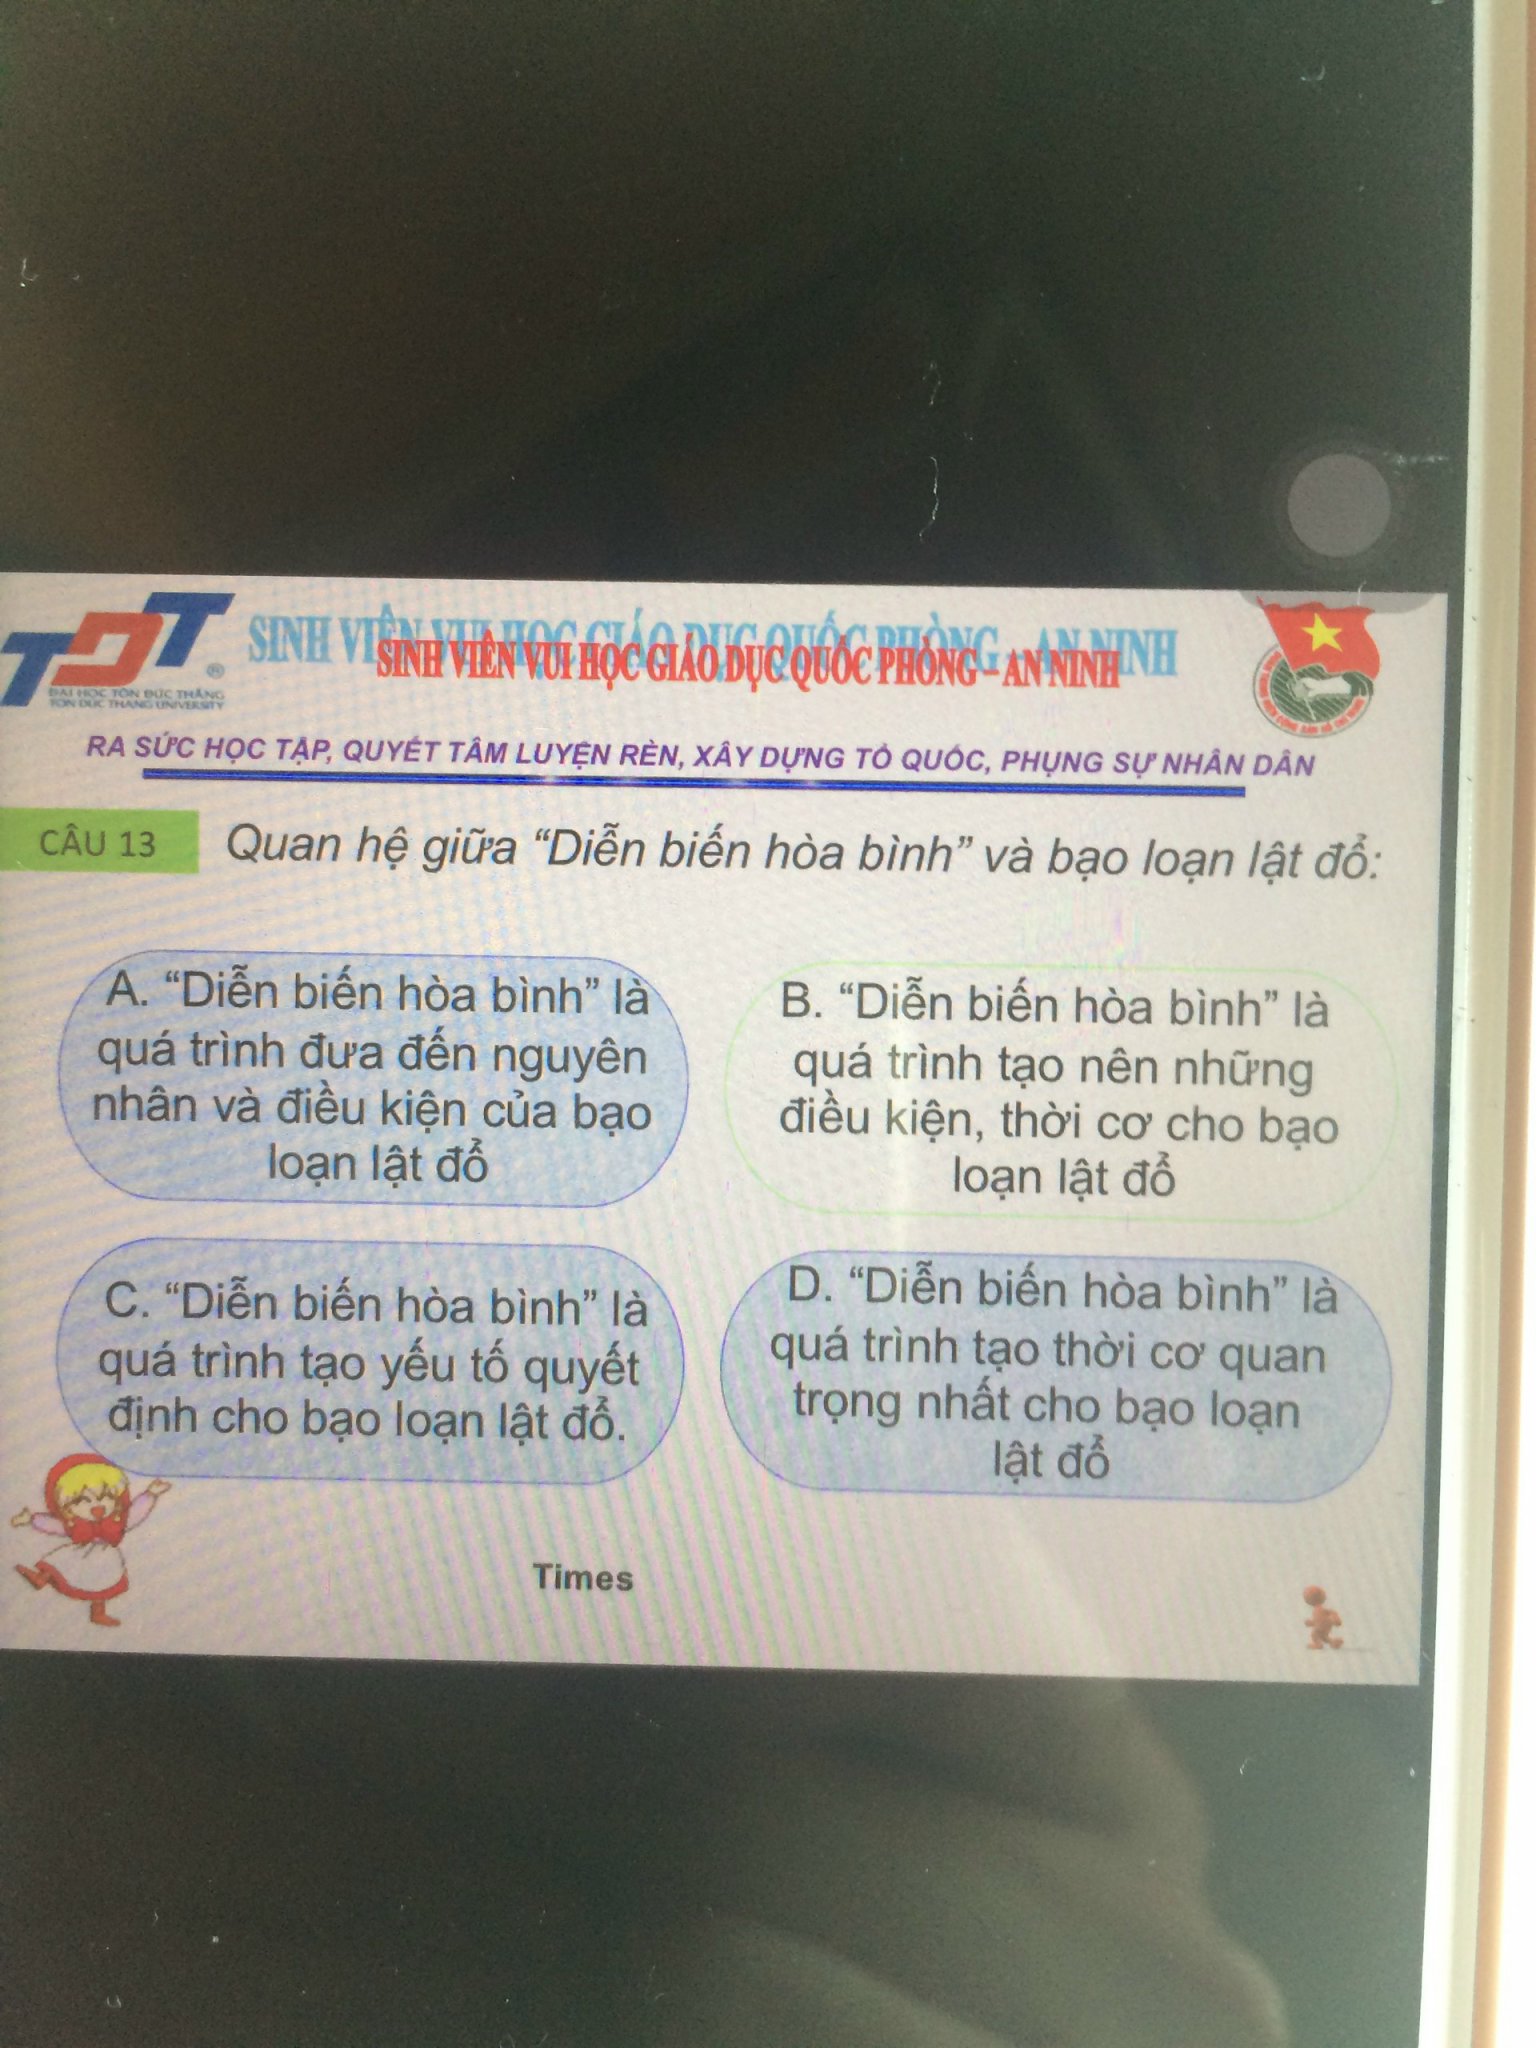 TDT
®
ĐẠI HỌC TÔN ĐỨC THẮNG
TON DUC THANG UNIVERSITY
SINH VIÊN VUI HỌC GIÁO DỤC QUỐC PHÒNG - AN NINH
SINH VIÊN VUI HỌC GIÁO DỤC QUỐC PHÒNG – AN NINH
RA SỨC HỌC TẬP, QUYẾT TÂM LUYỆN RÈN, XÂY DỰNG TỔ QUỐC, PHỤNG SỰ NHÂN DÂN
CÂU 13
Quan hệ giữa “Diễn biến hòa bình” và bạo loạn lật đổ:
A. “Diễn biến hòa bình” là
quá trình đưa đến nguyên
nhân và điều kiện của bạo
loạn lật đổ
B. “Diễn biến hòa bình” là
quá trình tạo nên những
điều kiện, thời cơ cho bạo
loạn lật đổ
C. “Diễn biến hòa bình” là
quá trình tạo yếu tố quyết
định cho bạo loạn lật đổ.
D. “Diễn biến hòa bình” là
quá trình tạo thời cơ quan
trọng nhất cho bạo loạn
lật đổ
Times